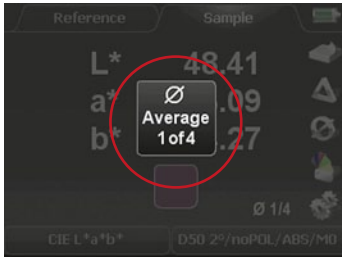 Reference Sample
L* 48.41
a* .09
b* .27
Ø
Average
1of4
Ø 1/4
CIE L*a*b* D50 2°/noPOL/ABS/M0